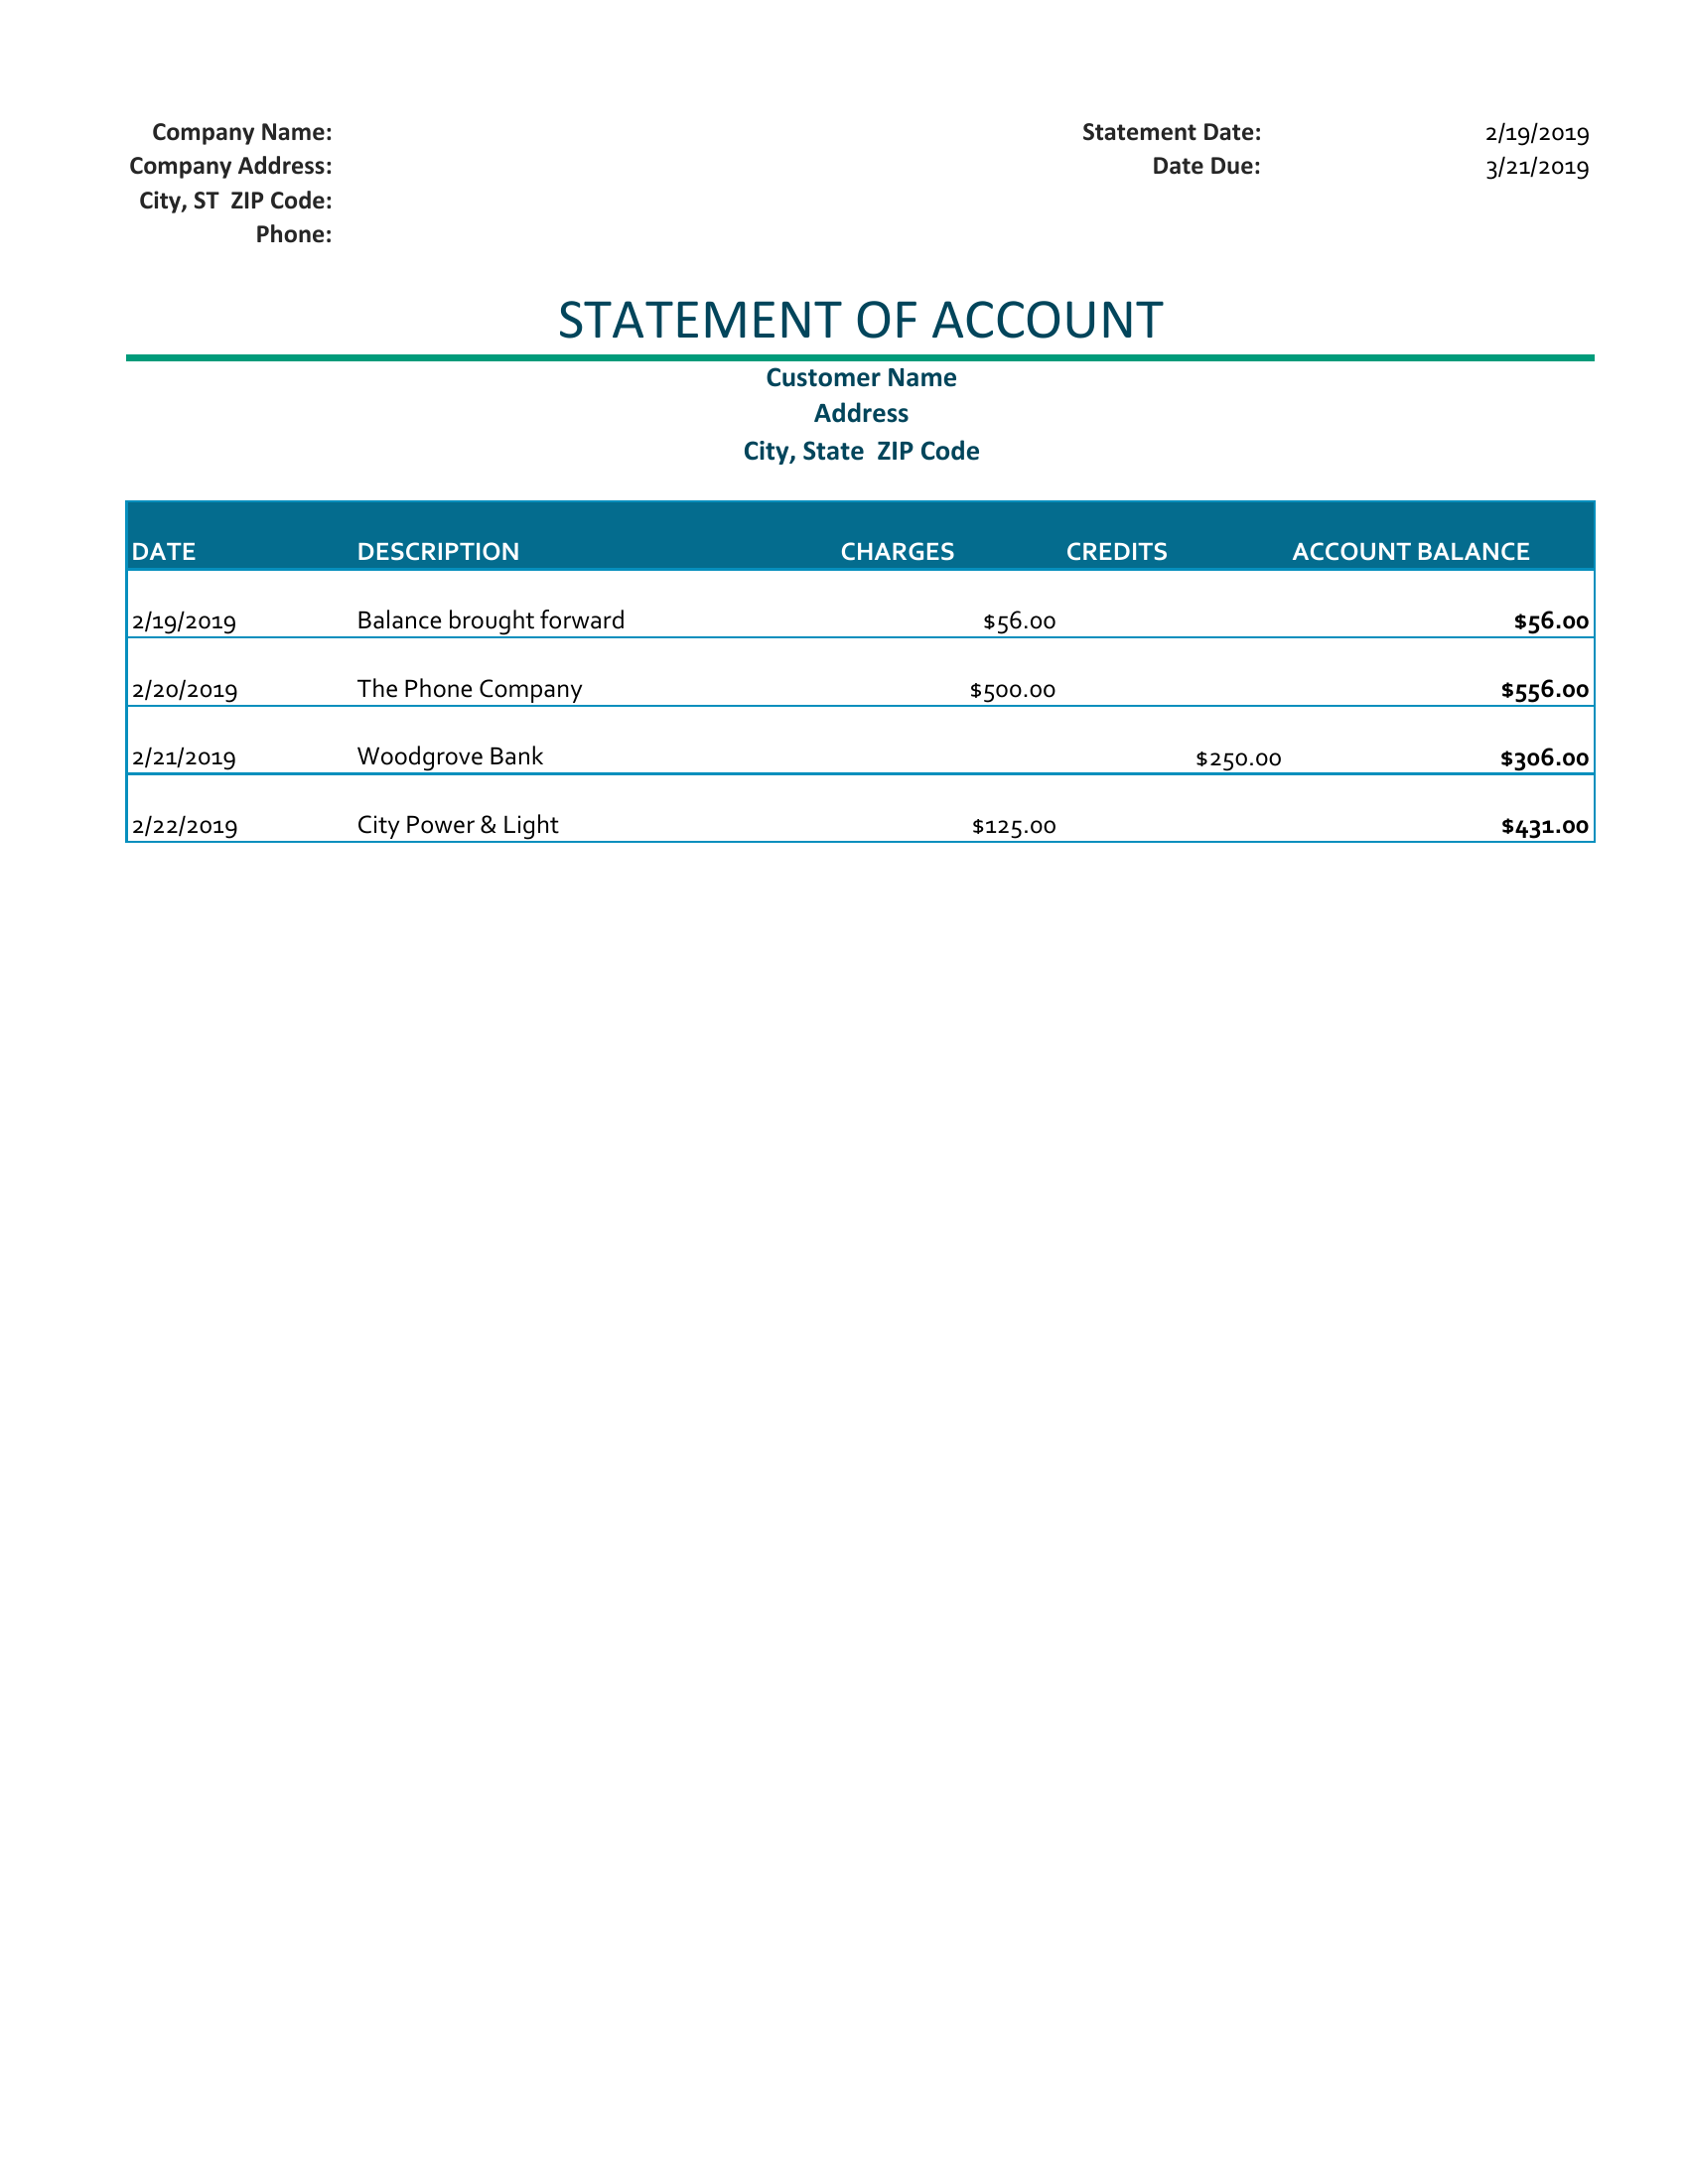 Company Name: Statement Date: 2/19/2019
Company Address: Date Due: 3/21/2019
City, ST  ZIP Code:
Phone:
STATEMENT OF ACCOUNT
Customer Name
Address
City, State  ZIP Code
DATE DESCRIPTION CHARGES CREDITS ACCOUNT BALANCE
2/19/2019 Balance brought forward $56.00 $56.00
2/20/2019 The Phone Company $500.00 $556.00
2/21/2019 Woodgrove Bank $250.00 $306.00
2/22/2019 City Power & Light $125.00 $431.00